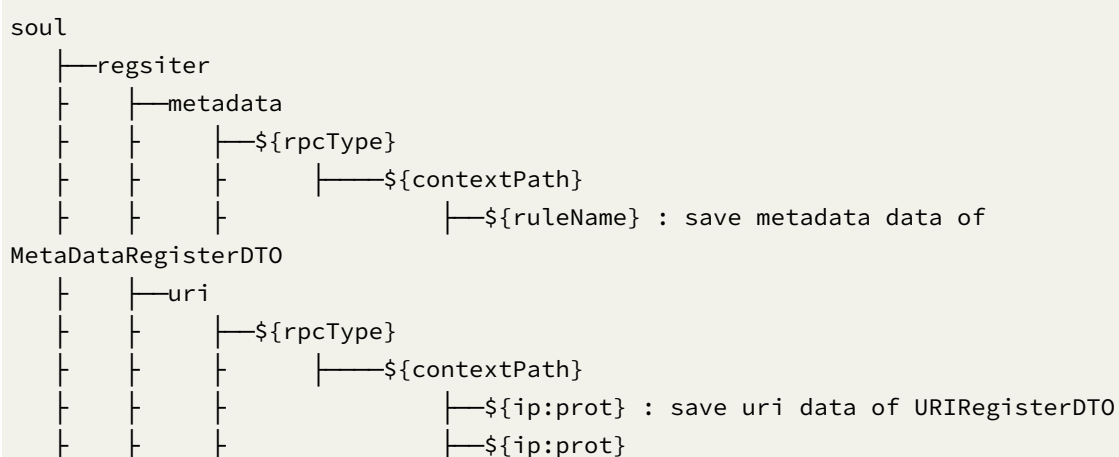 soul
├──regsiter
├ ├──metadata
├ ├ ├──${rpcType}
├ ├ ├ ├────${contextPath}
├ ├ ├ ├──${ruleName} : save metadata data of
MetaDataRegisterDTO
├ ├──uri
├ ├ ├──${rpcType}
├ ├ ├ ├────${contextPath}
├ ├ ├ ├──${ip:prot} : save uri data of URIRegisterDTO
├ ├ ├ ├──${ip:prot}